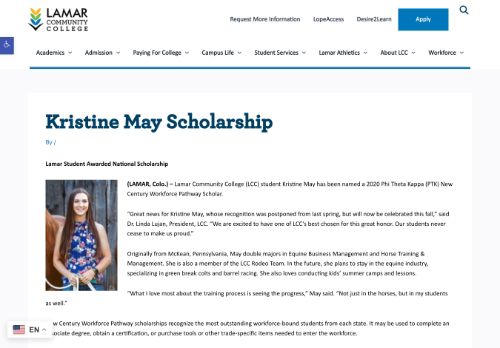 LAMAR
COMMUNITY
COLLEGE
Request More Information LopeAccess Desire2Learn Apply
Academics Admission Paying For College Campus Life Student Services Lamar Athletics About LCC Workforce
Kristine May Scholarship
By /
Lamar Student Awarded National Scholarship
(LAMAR, Colo.) – Lamar Community College (LCC) student Kristine May has been named a 2020 Phi Theta Kappa (PTK) New
Century Workforce Pathway Scholar.
“Great news for Kristine May, whose recognition was postponed from last spring, but will now be celebrated this fall,” said
Dr. Linda Lujan, President, LCC. “We are excited to have one of LCC’s best chosen for this great honor. Our students never
cease to make us proud.”
Originally from McKean, Pennsylvania, May double majors in Equine Business Management and Horse Training &
Management. She is also a member of the LCC Rodeo Team. In the future, she plans to stay in the equine industry,
specializing in green break colts and barrel racing. She also loves conducting kids’ summer camps and lessons.
“What I love most about the training process is seeing the progress,” May said. “Not just in the horses, but in my students
as well.”
w Century Workforce Pathway scholarships recognize the most outstanding workforce-bound students from each state. It may be used to complete an
sociate degree, obtain a certification, or purchase tools or other trade-specific items needed to enter the workforce.
EN